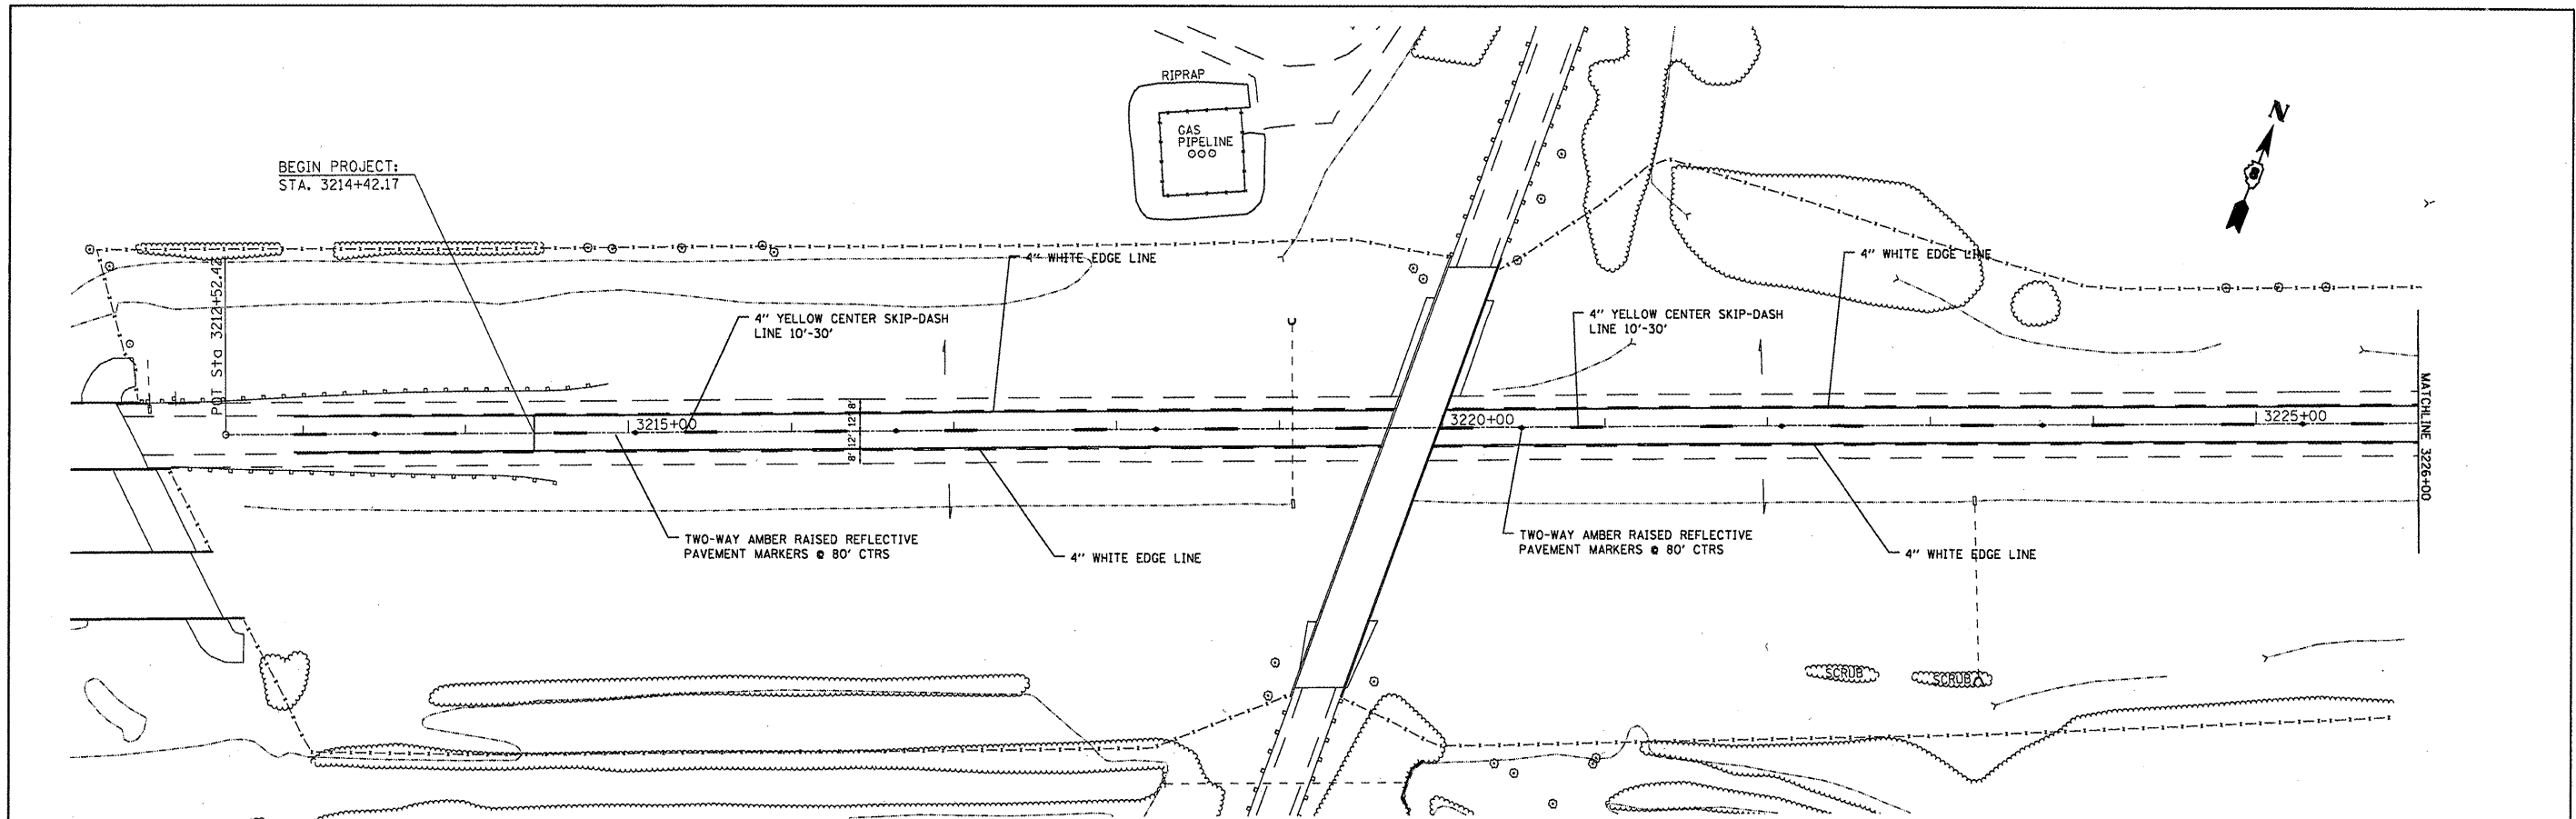 RIPRAP
GAS
PIPELINE
N
BEGIN PROJECT:
STA. 3214+42.17
POT Sta 3212+52.42
4" WHITE EDGE LINE
4" WHITE EDGE LINE
4" YELLOW CENTER SKIP-DASH
LINE 10'-30'
4" YELLOW CENTER SKIP-DASH
LINE 10'-30'
3215+00
8' 12' 12' 8'
3220+00
3225+00
MATCHLINE 3226+00
TWO-WAY AMBER RAISED REFLECTIVE
PAVEMENT MARKERS @ 80' CTRS
4" WHITE EDGE LINE
TWO-WAY AMBER RAISED REFLECTIVE
PAVEMENT MARKERS @ 80' CTRS
4" WHITE EDGE LINE
SCRUB
SCRUB